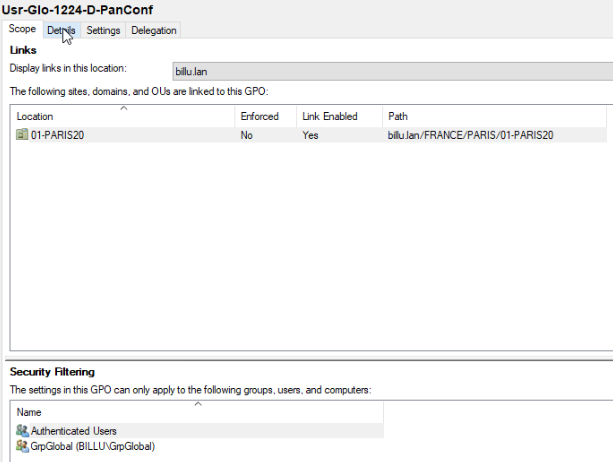 Usr-Glo-1224-D-PanConf
Scope Details Settings Delegation
Links
Display links in this location: billu.lan
The following sites, domains, and OUs are linked to this GPO:
Location Enforced Link Enabled Path
01-PARIS20 No Yes billu.lan/FRANCE/PARIS/01-PARIS20
Security Filtering
The settings in this GPO can only apply to the following groups, users, and computers:
Name
Authenticated Users
GrpGlobal (BILLU\GrpGlobal)